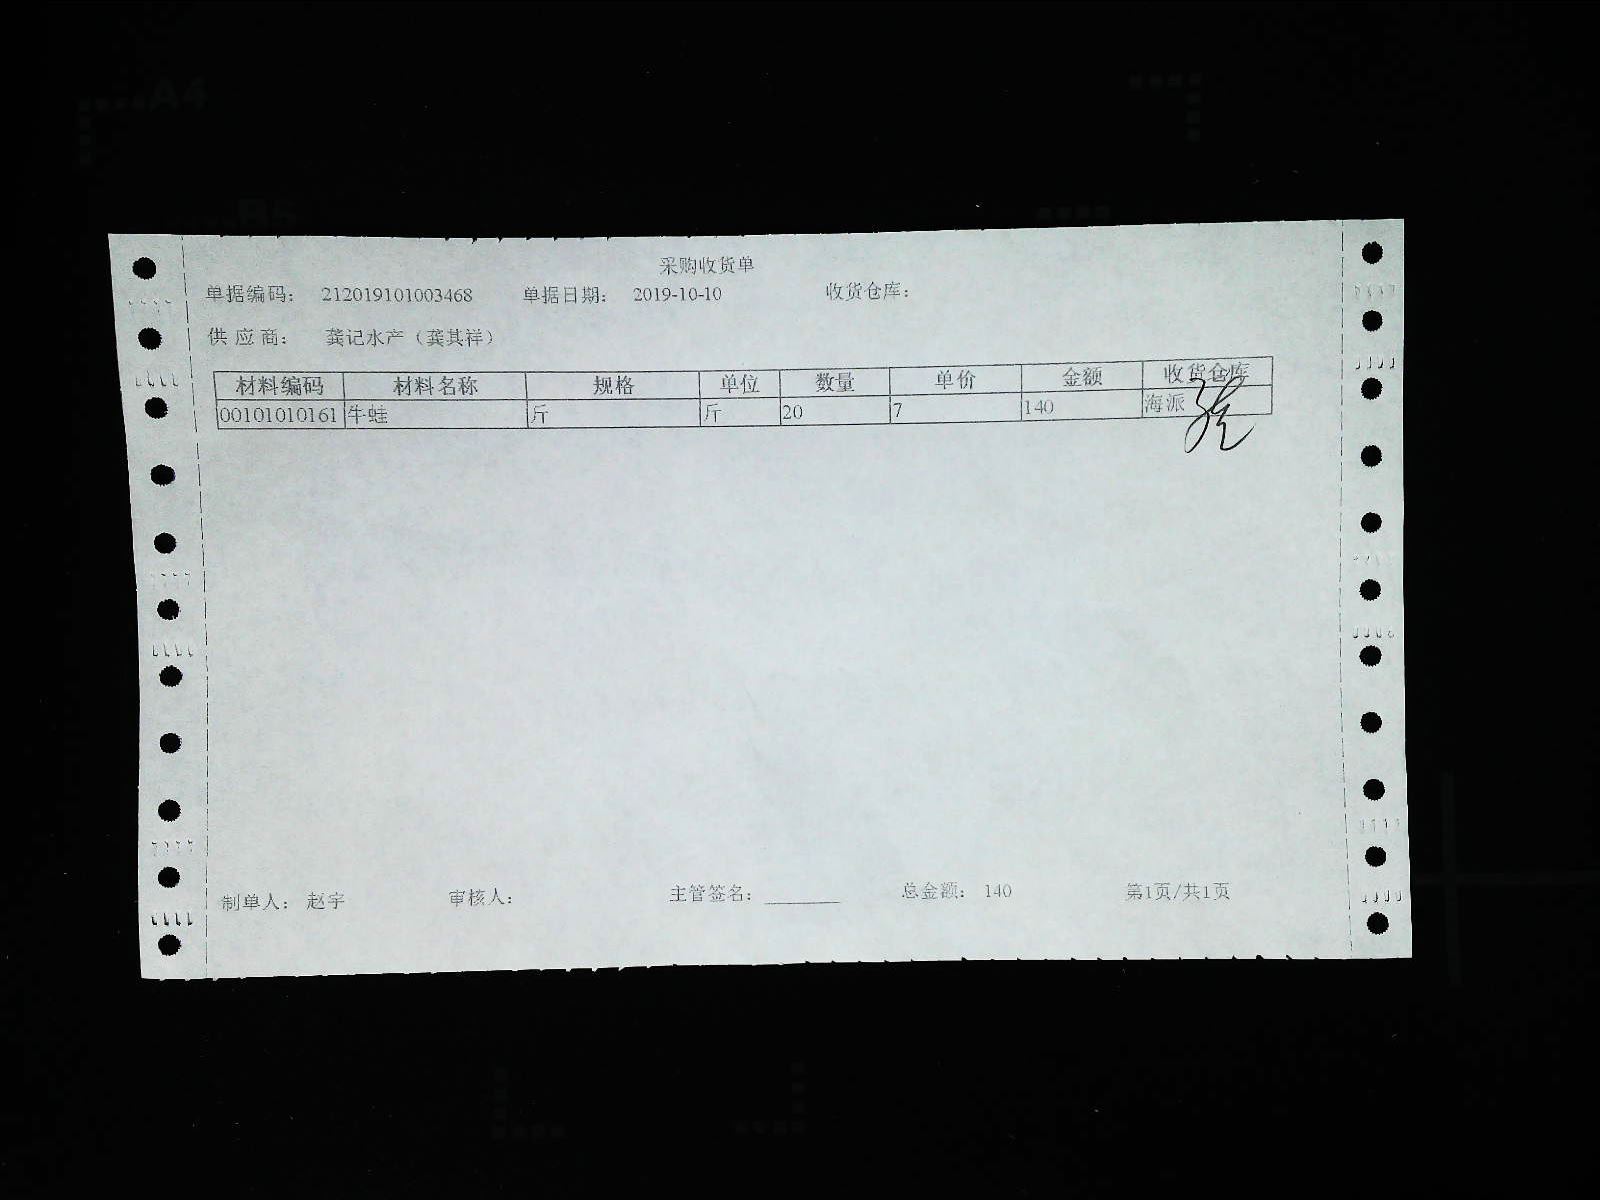 采购收货单
单据编码： 212019101003468 单据日期： 2019-10-10 收货仓库：
供 应 商： 龚记水产（龚其祥）
材料编码 材料名称 规格 单位 数量 单价 金额 收货仓库
00101010161 牛蛙 斤 斤 20 7 140 海派
制单人： 赵宇 审核人： 主管签名： 总金额： 140 第1页/共1页